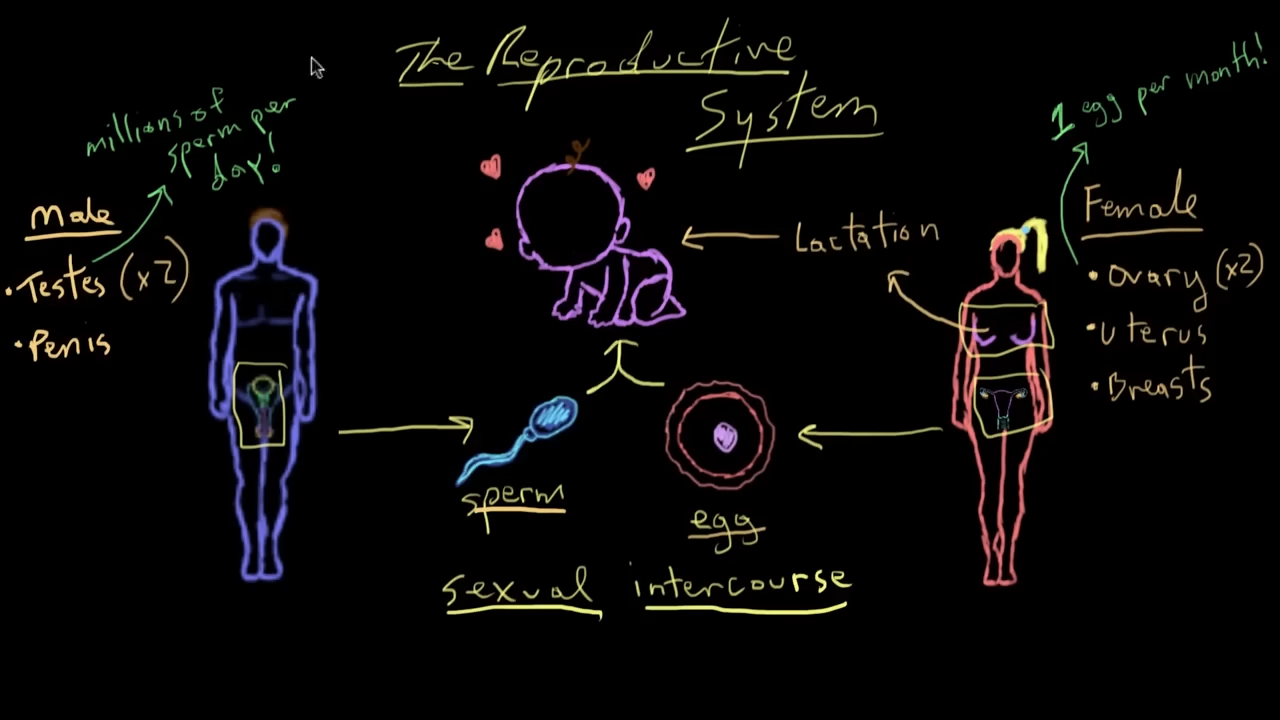 The Reproductive
System
millions of
sperm per
day!
Male
• Testes (x2)
• Penis
1 egg per month!
Female
• Ovary (x2)
• Uterus
• Breasts
Lactation
sperm
egg
sexual intercourse